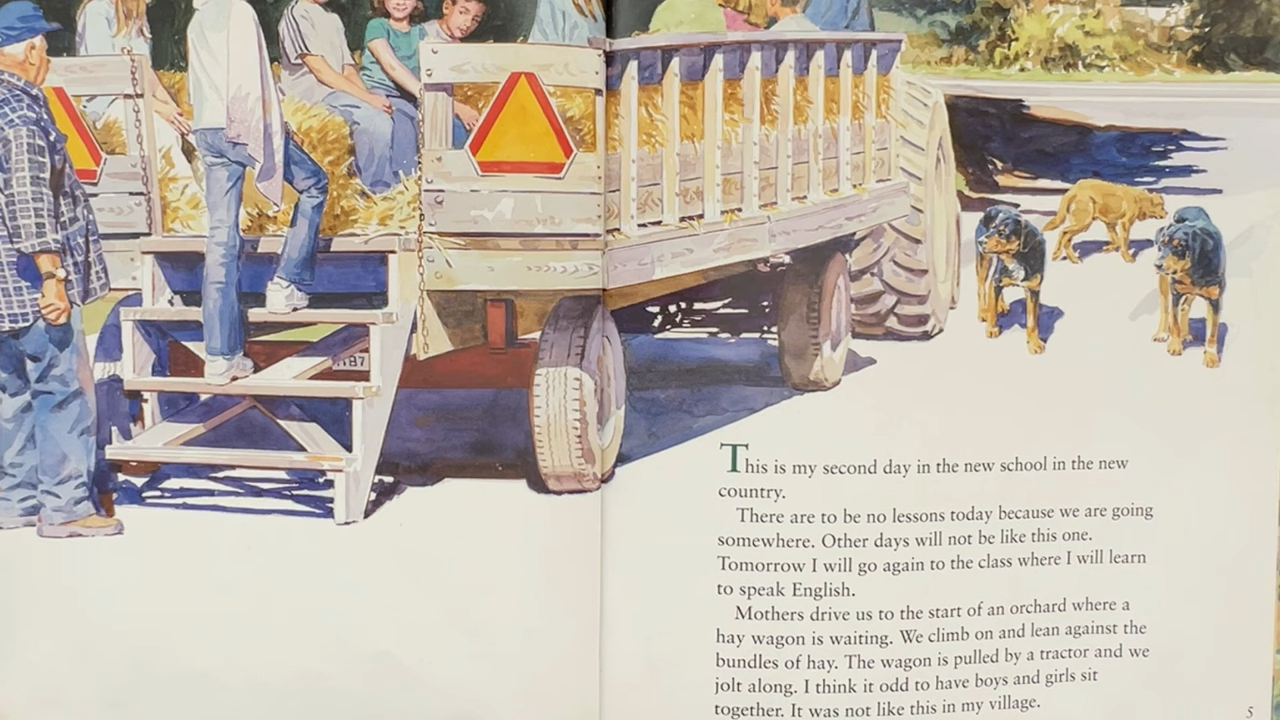 This is my second day in the new school in the new
country.
There are to be no lessons today because we are going
somewhere. Other days will not be like this one.
Tomorrow I will go again to the class where I will learn
to speak English.
Mothers drive us to the start of an orchard where a
hay wagon is waiting. We climb on and lean against the
bundles of hay. The wagon is pulled by a tractor and we
jolt along. I think it odd to have boys and girls sit
together. It was not like this in my village.
5